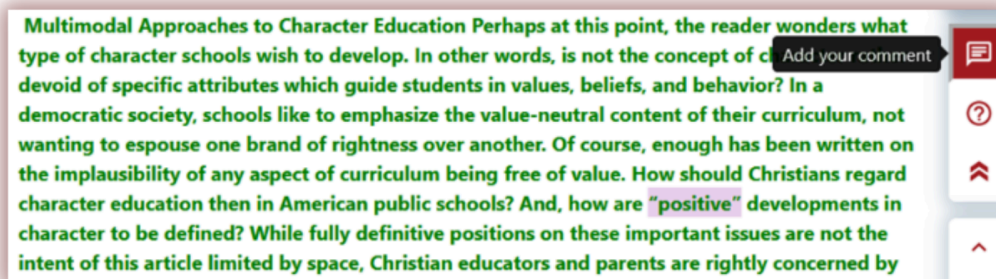 Multimodal Approaches to Character Education Perhaps at this point, the reader wonders what
type of character schools wish to develop. In other words, is not the concept of
Add your comment
devoid of specific attributes which guide students in values, beliefs, and behavior? In a
democratic society, schools like to emphasize the value-neutral content of their curriculum, not
wanting to espouse one brand of rightness over another. Of course, enough has been written on
the implausibility of any aspect of curriculum being free of value. How should Christians regard
character education then in American public schools? And, how are “positive” developments in
character to be defined? While fully definitive positions on these important issues are not the
intent of this article limited by space, Christian educators and parents are rightly concerned by